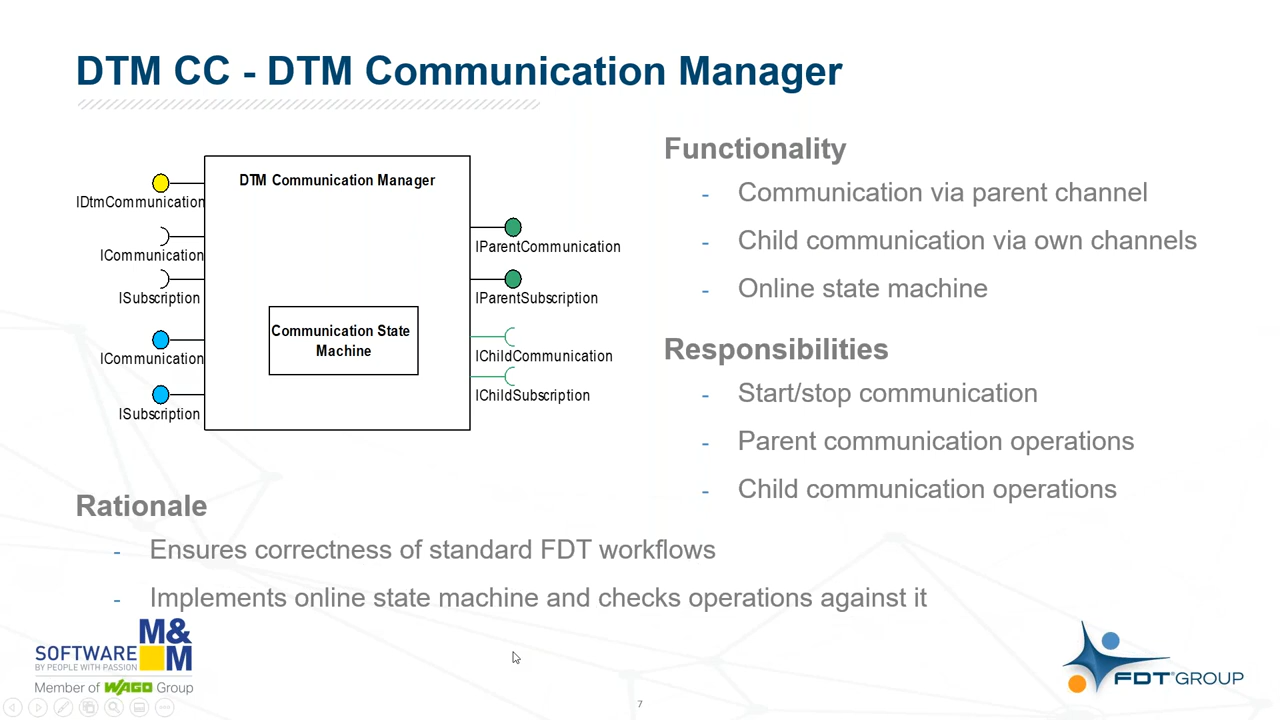 DTM CC - DTM Communication Manager
DTM Communication Manager
IDtmCommunication
ICommunication
ISubscription
ICommunication
ISubscription
IParentCommunication
IParentSubscription
IChildCommunication
IChildSubscription
Communication State
Machine
Functionality
- Communication via parent channel
- Child communication via own channels
- Online state machine
Responsibilities
- Start/stop communication
- Parent communication operations
- Child communication operations
Rationale
- Ensures correctness of standard FDT workflows
- Implements online state machine and checks operations against it
M&M
SOFTWARE
BY PEOPLE WITH PASSION
Member of WAGO Group
7
FDT® GROUP